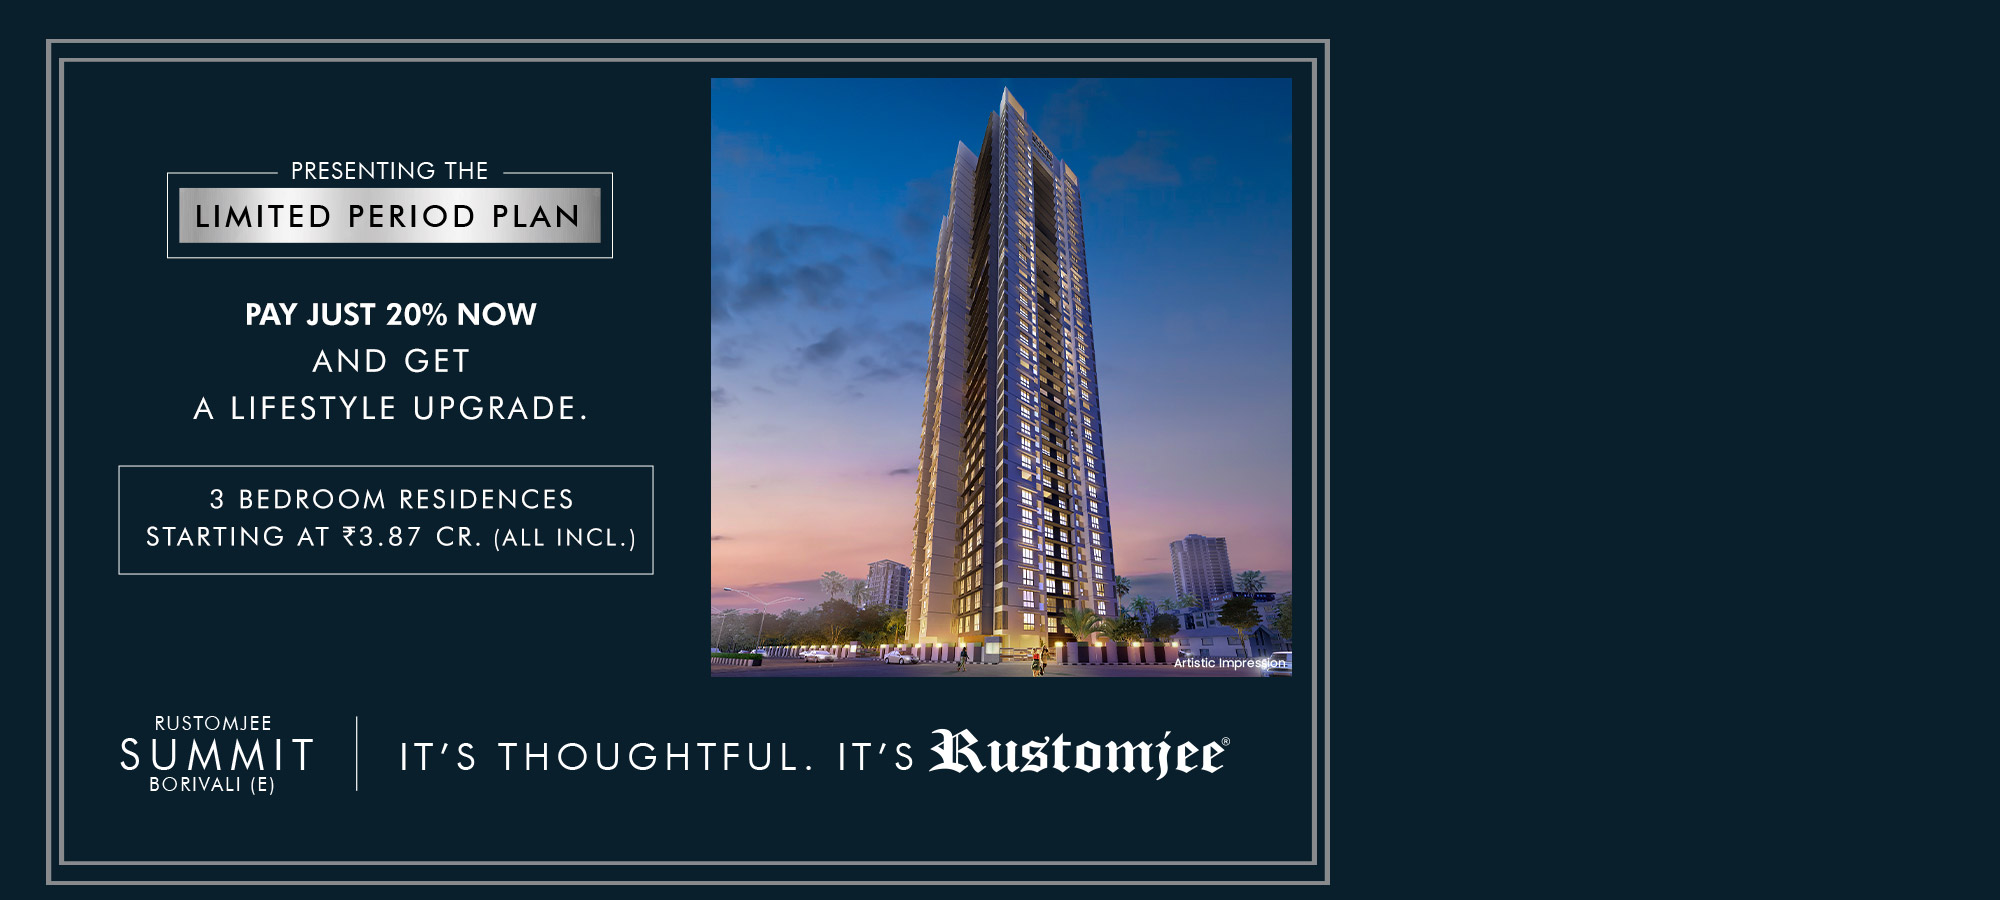 PRESENTING THE
LIMITED PERIOD PLAN
PAY JUST 20% NOW
AND GET
A LIFESTYLE UPGRADE.
3 BEDROOM RESIDENCES
STARTING AT ₹3.87 CR. (ALL INCL.)
Artistic Impression
RUSTOMJEE
SUMMIT
BORIVALI (E)
IT’S THOUGHTFUL. IT’S Rustomjee®